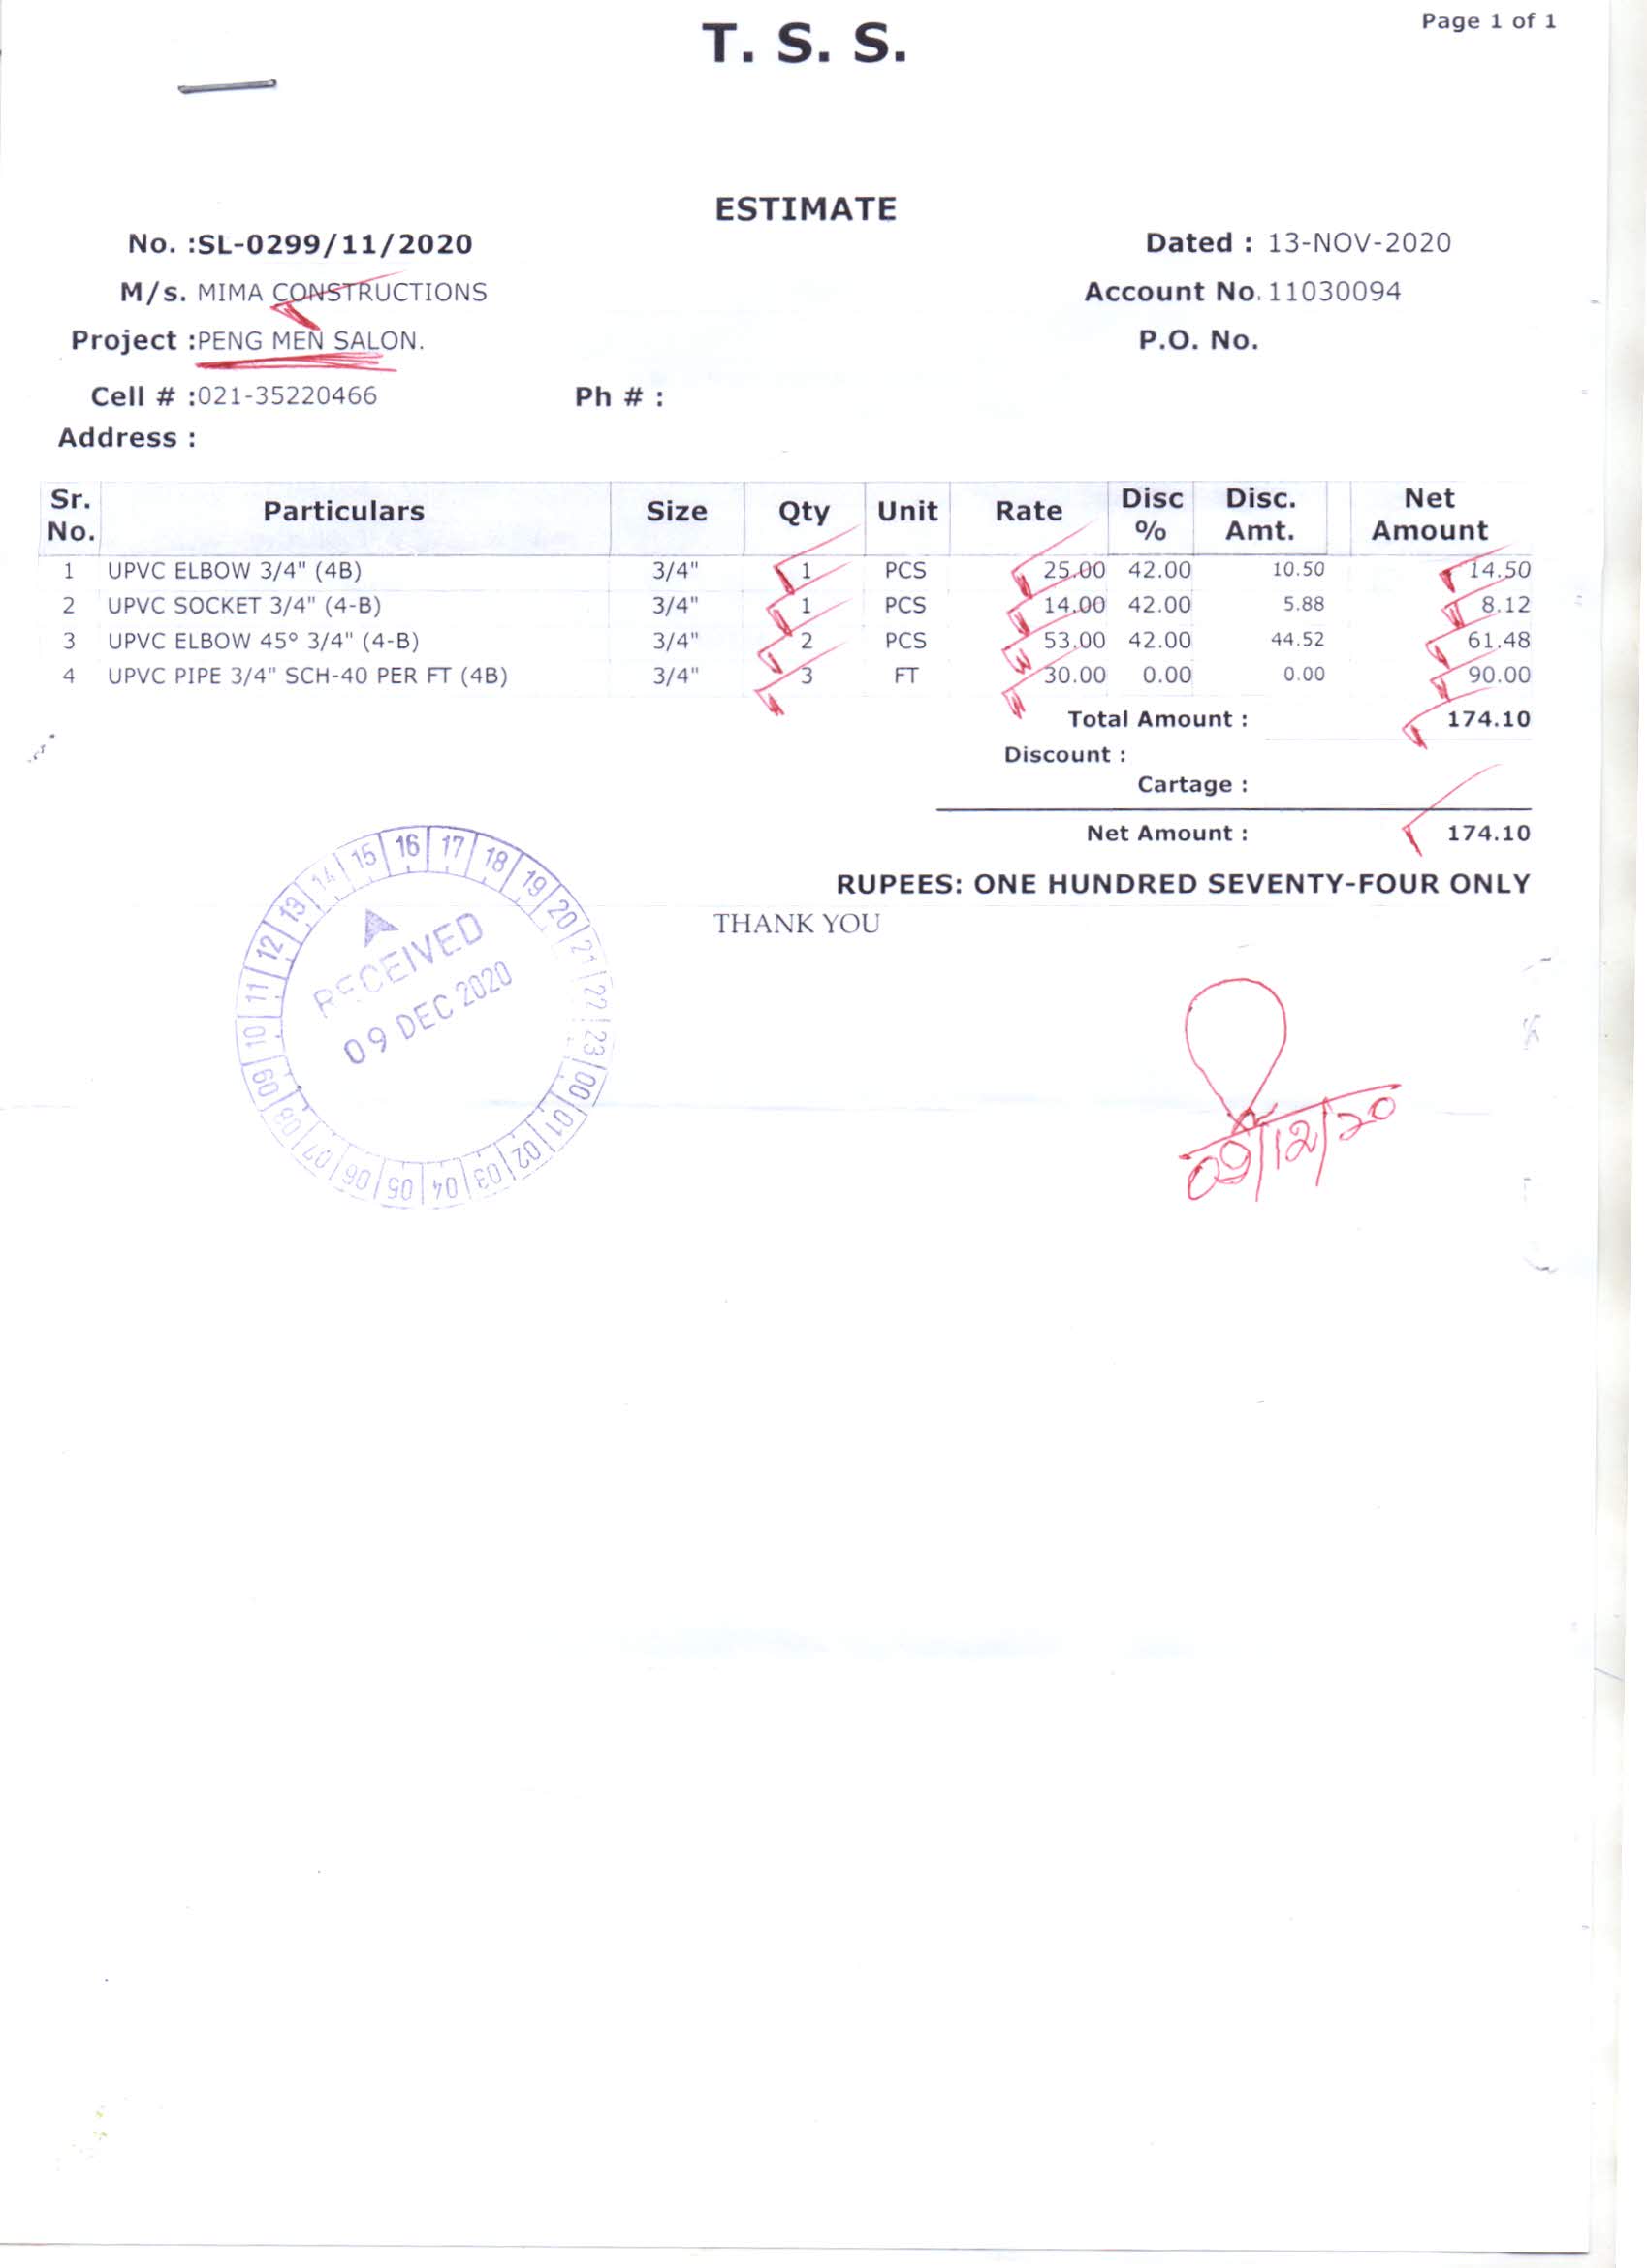 Page 1 of 1
T. S. S.
ESTIMATE
No. :SL-0299/11/2020
Dated : 13-NOV-2020
M/s. MIMA CONSTRUCTIONS
Account No. 11030094
Project :PENG MEN SALON.
P.O. No.
Cell # :021-35220466 Ph # :
Address :
Sr. No. Particulars Size Qty Unit Rate Disc % Disc. Amt. Net Amount
1 UPVC ELBOW 3/4" (4B) 3/4" 1 PCS 25.00 42.00 10.50 14.50
2 UPVC SOCKET 3/4" (4-B) 3/4" 1 PCS 14.00 42.00 5.88 8.12
3 UPVC ELBOW 45° 3/4" (4-B) 3/4" 2 PCS 53.00 42.00 44.52 61.48
4 UPVC PIPE 3/4" SCH-40 PER FT (4B) 3/4" 3 FT 30.00 0.00 0.00 90.00
Total Amount : 174.10
Discount :
Cartage :
Net Amount : 174.10
RUPEES: ONE HUNDRED SEVENTY-FOUR ONLY
THANK YOU
16 17 18 19 20 21 22 23 00 01 02 03 04 05 06 07 08 09 10 11 12 13 14 15
RECEIVED
09 DEC 2020
09/12/20